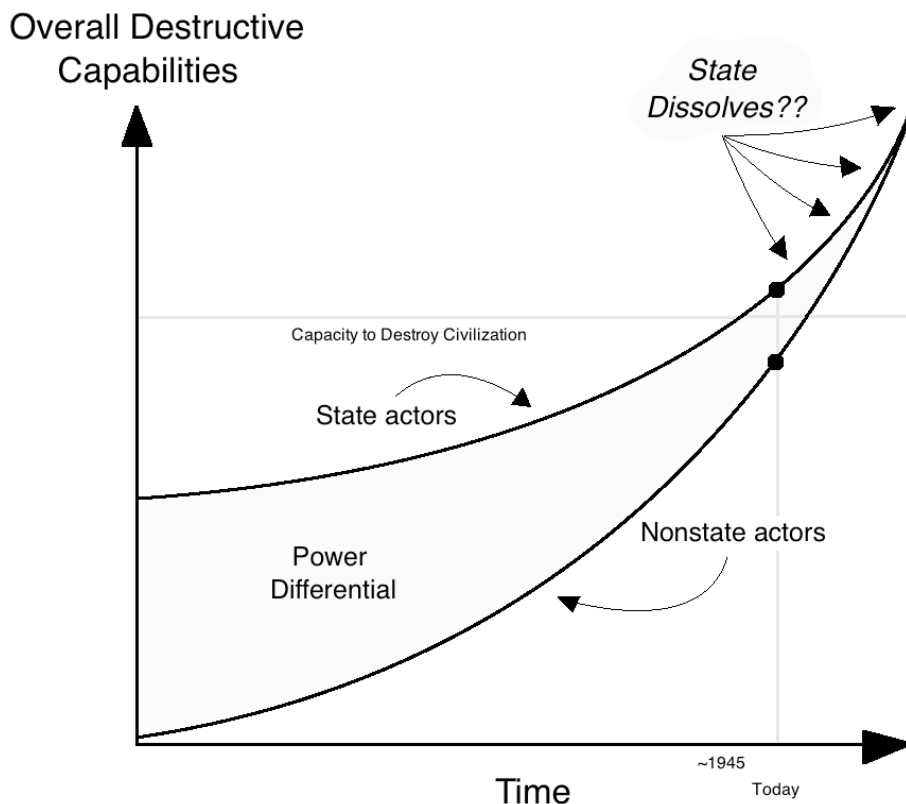 Overall Destructive
Capabilities
State
Dissolves??
Capacity to Destroy Civilization
State actors
Nonstate actors
Power
Differential
~1945
Today
Time